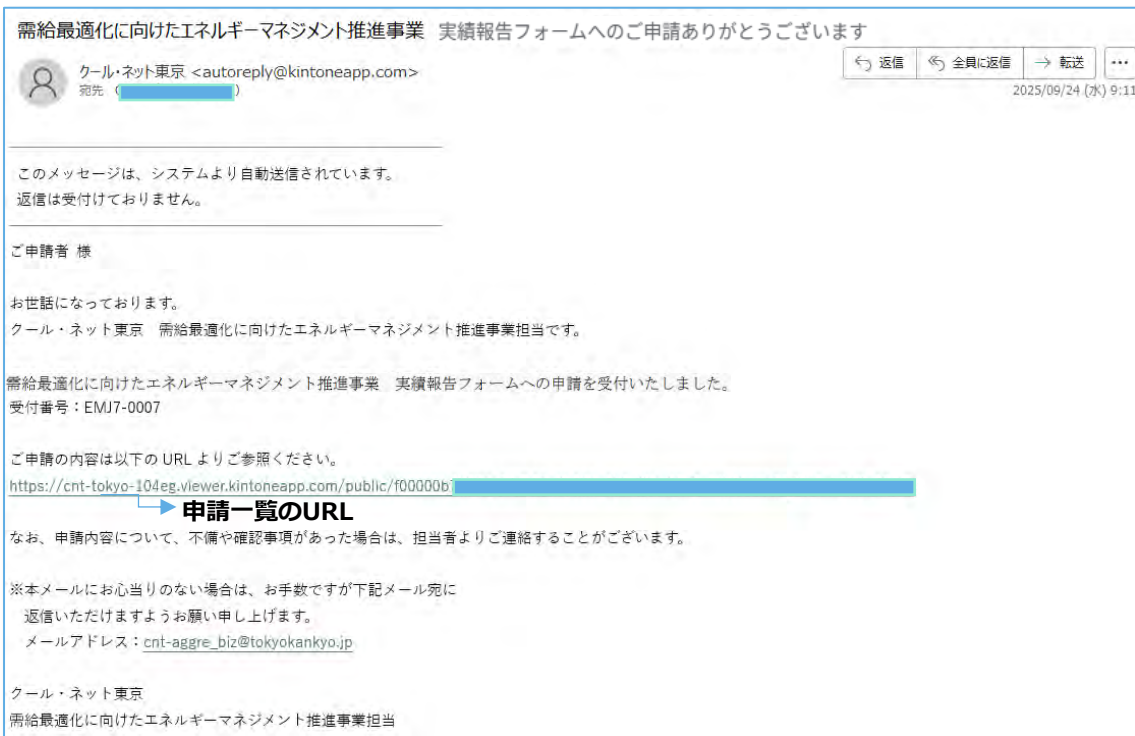 需給最適化に向けたエネルギーマネジメント推進事業 実績報告フォームへのご申請ありがとうございます
クール・ネット東京 <autoreply@kintoneapp.com>
宛先 ( )
返信 全員に返信 転送 …
2025/09/24 (水) 9:11
このメッセージは、システムより自動送信されています。
返信は受付けておりません。
ご申請者 様
お世話になっております。
クール・ネット東京 需給最適化に向けたエネルギーマネジメント推進事業担当です。
需給最適化に向けたエネルギーマネジメント推進事業 実績報告フォームへの申請を受付いたしました。
受付番号：EMJ7-0007
ご申請の内容は以下の URL よりご参照ください。
https://cnt-tokyo-104eg.viewer.kintoneapp.com/public/f00000b
申請一覧のURL
なお、申請内容について、不備や確認事項があった場合は、担当者よりご連絡することがございます。
※本メールにお心当りのない場合は、お手数ですが下記メール宛に
返信いただけますようお願い申し上げます。
メールアドレス：cnt-aggre_biz@tokyokankyo.jp
クール・ネット東京
需給最適化に向けたエネルギーマネジメント推進事業担当